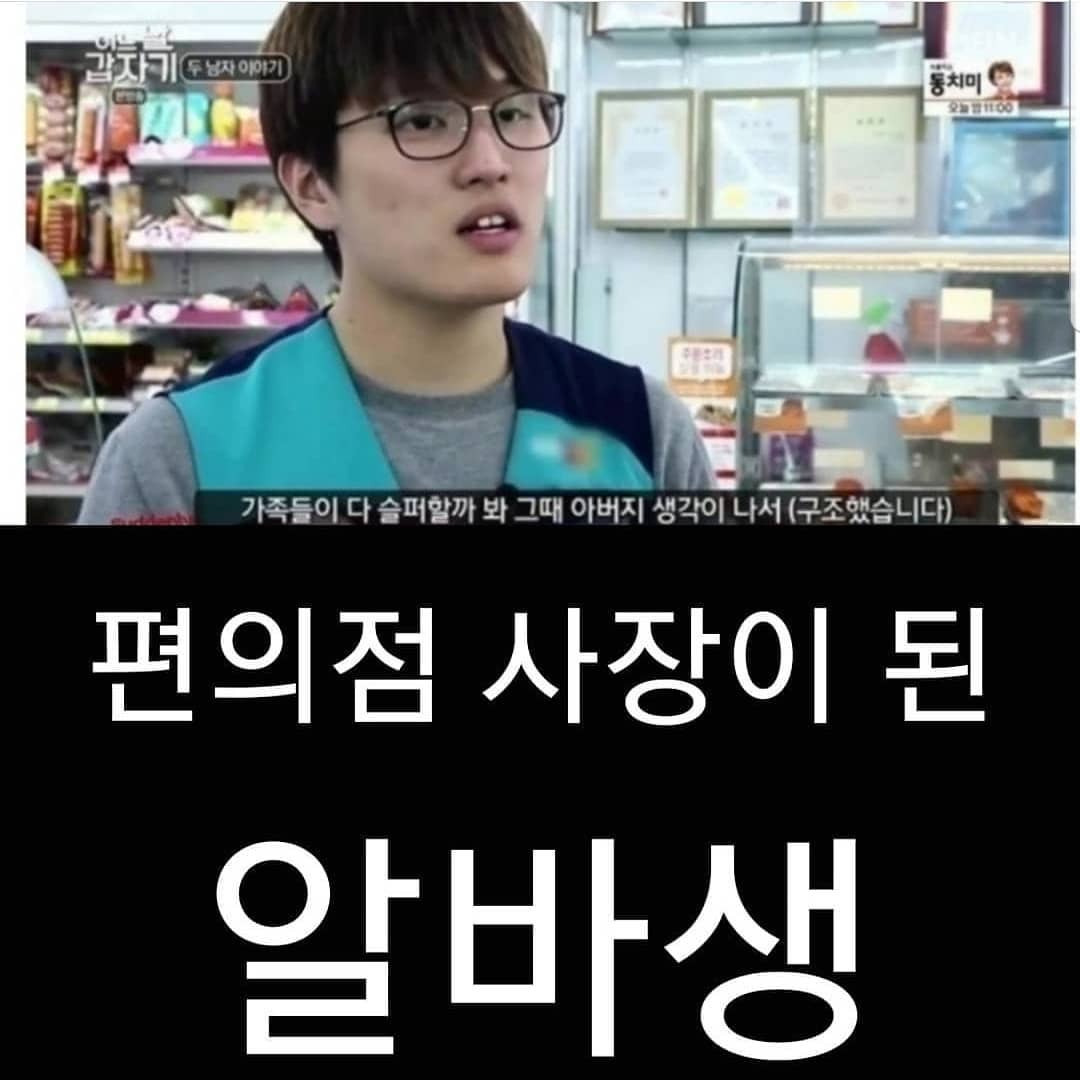 어느 날
갑자기 두 남자 이야기
동치미
오늘 밤 11:00
가족들이 다 슬퍼할까 봐 그때 아버지 생각이 나서 (구조했습니다)
편의점 사장이 된
알바생